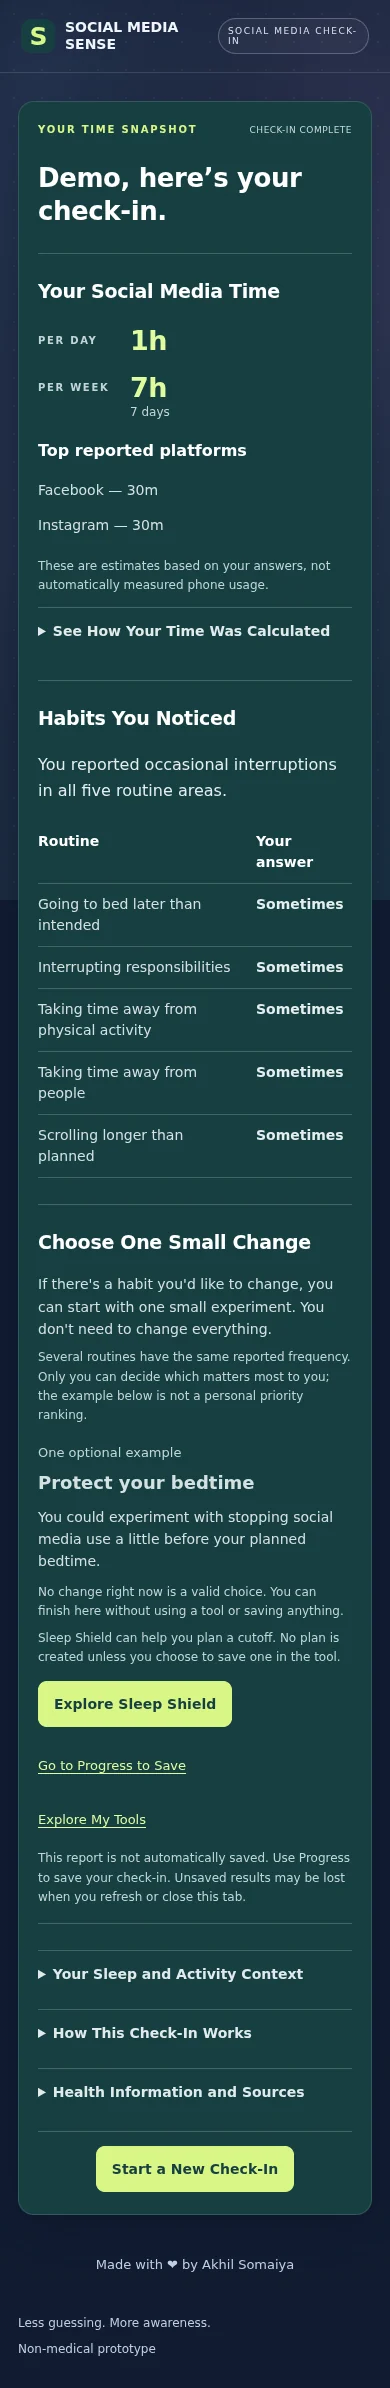 S
SOCIAL MEDIA
SENSE
SOCIAL MEDIA CHECK-
IN
YOUR TIME SNAPSHOT
CHECK-IN COMPLETE
Demo, here’s your
check-in.
Your Social Media Time
PER DAY 1h
PER WEEK 7h
7 days
Top reported platforms
Facebook — 30m
Instagram — 30m
These are estimates based on your answers, not
automatically measured phone usage.
▶ See How Your Time Was Calculated
Habits You Noticed
You reported occasional interruptions
in all five routine areas.
Routine Your
answer
Going to bed later than Sometimes
intended
Interrupting responsibilities Sometimes
Taking time away from Sometimes
physical activity
Taking time away from Sometimes
people
Scrolling longer than Sometimes
planned
Choose One Small Change
If there's a habit you'd like to change, you
can start with one small experiment. You
don't need to change everything.
Several routines have the same reported frequency.
Only you can decide which matters most to you;
the example below is not a personal priority
ranking.
One optional example
Protect your bedtime
You could experiment with stopping social
media use a little before your planned
bedtime.
No change right now is a valid choice. You can
finish here without using a tool or saving anything.
Sleep Shield can help you plan a cutoff. No plan is
created unless you choose to save one in the tool.
Explore Sleep Shield
Go to Progress to Save
Explore My Tools
This report is not automatically saved. Use Progress
to save your check-in. Unsaved results may be lost
when you refresh or close this tab.
▶ Your Sleep and Activity Context
▶ How This Check-In Works
▶ Health Information and Sources
Start a New Check-In
Made with ❤ by Akhil Somaiya
Less guessing. More awareness.
Non-medical prototype